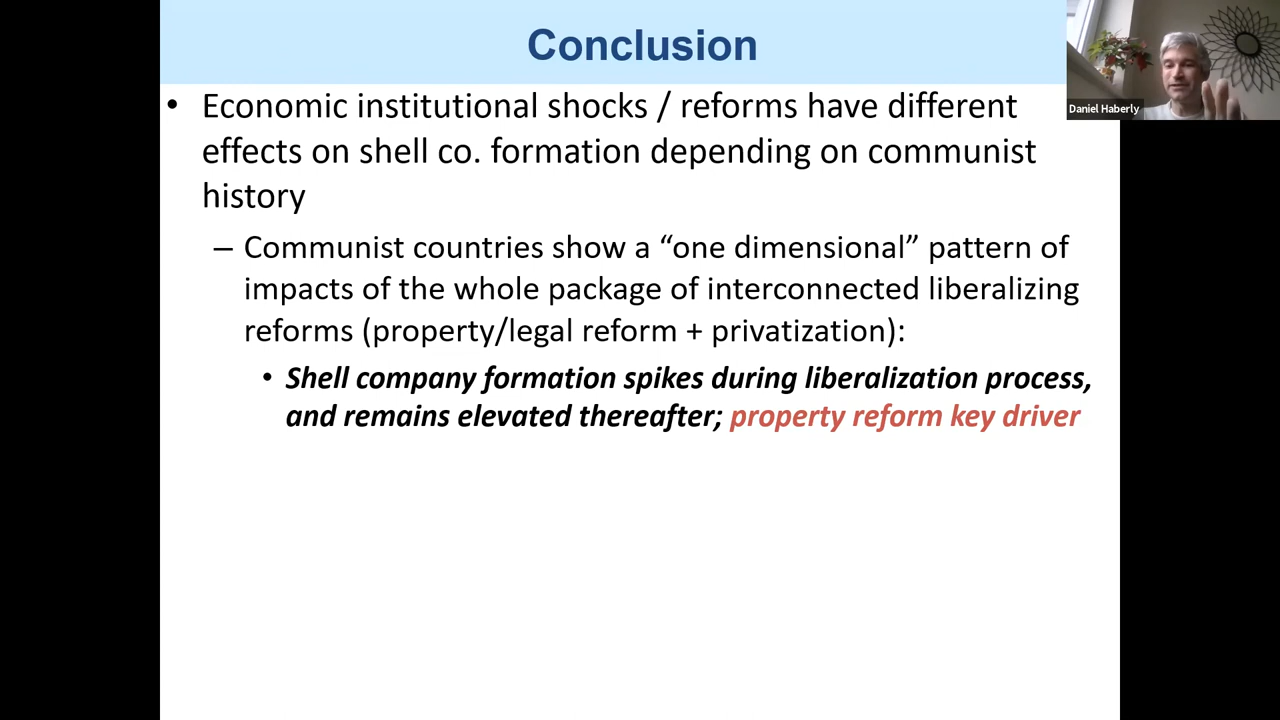 Conclusion
• Economic institutional shocks / reforms have different
effects on shell co. formation depending on communist
history
– Communist countries show a “one dimensional” pattern of
impacts of the whole package of interconnected liberalizing
reforms (property/legal reform + privatization):
• Shell company formation spikes during liberalization process,
and remains elevated thereafter; property reform key driver
Daniel Haberly